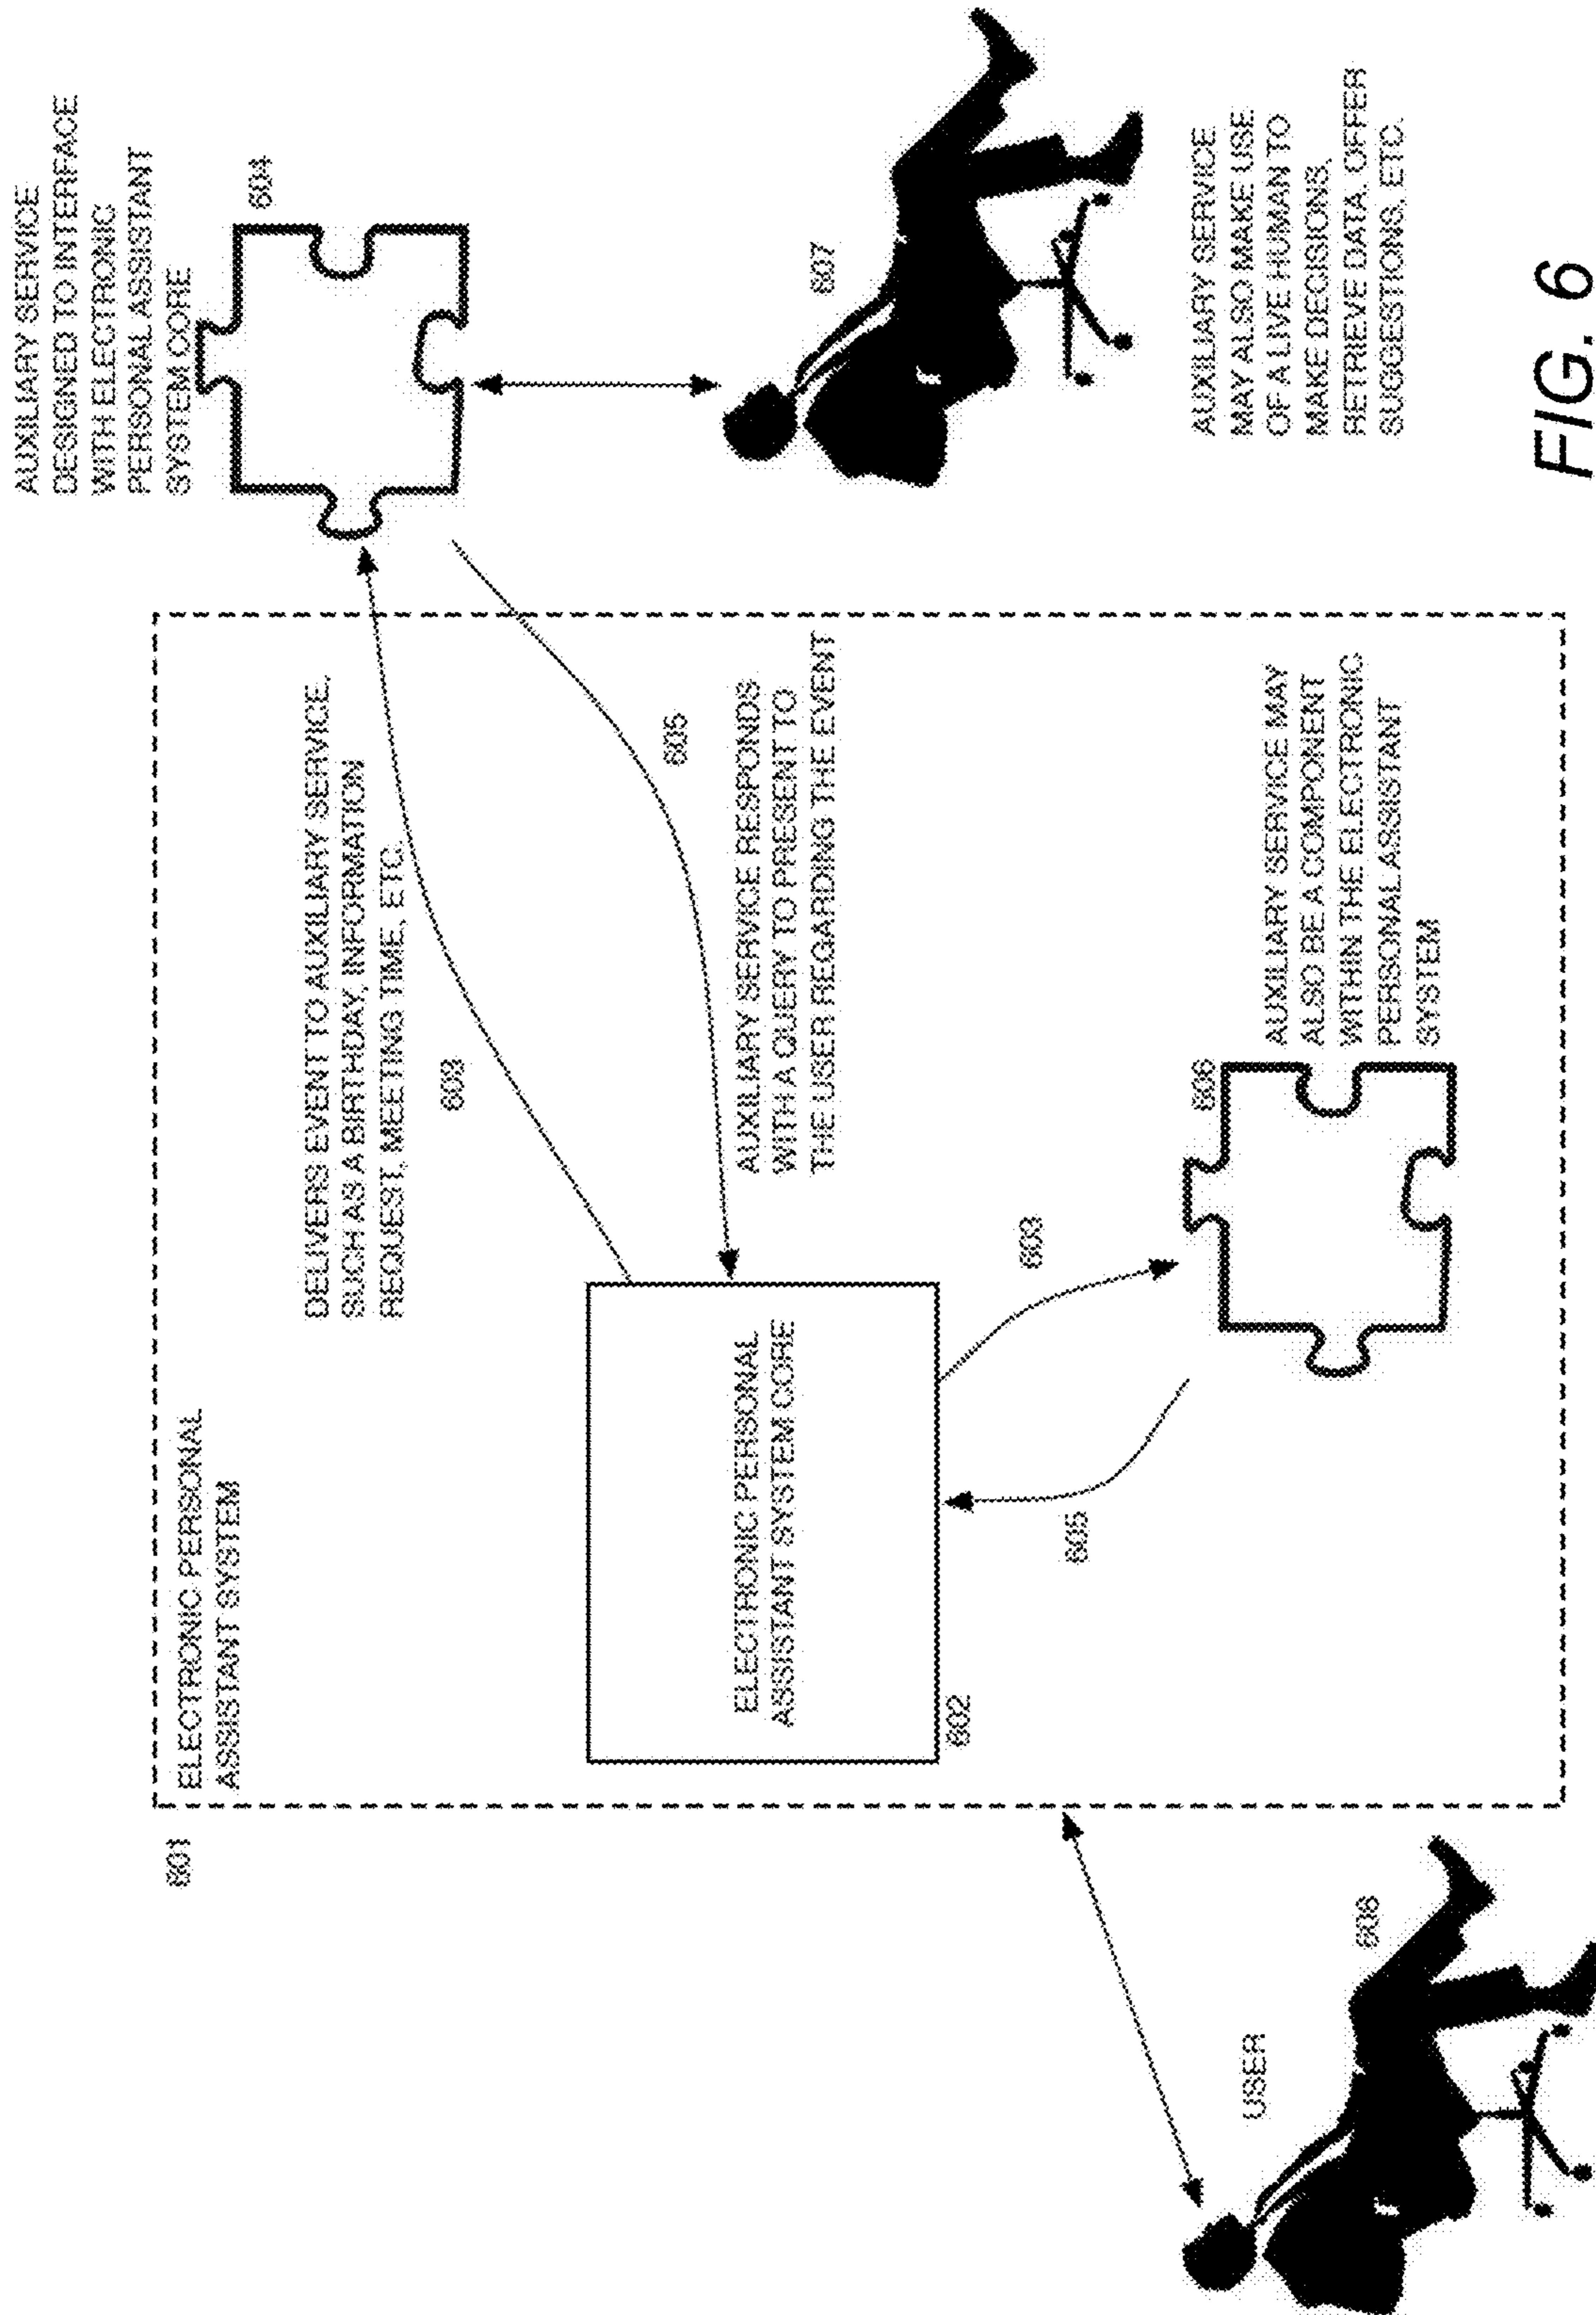 AUXILIARY SERVICE
DESIGNED TO INTERFACE
WITH ELECTRONIC
PERSONAL ASSISTANT
SYSTEM CORE
604
601
ELECTRONIC PERSONAL
ASSISTANT SYSTEM
DELIVERS EVENT TO AUXILIARY SERVICE,
SUCH AS A BIRTHDAY, INFORMATION
REQUEST, MEETING TIME, ETC.
603
605
AUXILIARY SERVICE RESPONDS
WITH A QUERY TO PRESENT TO
THE USER REGARDING THE EVENT
ELECTRONIC PERSONAL
ASSISTANT SYSTEM CORE
602
603
605
606
AUXILIARY SERVICE MAY
ALSO BE A COMPONENT
WITHIN THE ELECTRONIC
PERSONAL ASSISTANT
SYSTEM
607
AUXILIARY SERVICE
MAY ALSO MAKE USE
OF A LIVE HUMAN TO
MAKE DECISIONS,
RETRIEVE DATA, OFFER
SUGGESTIONS, ETC.
USER
608
FIG. 6